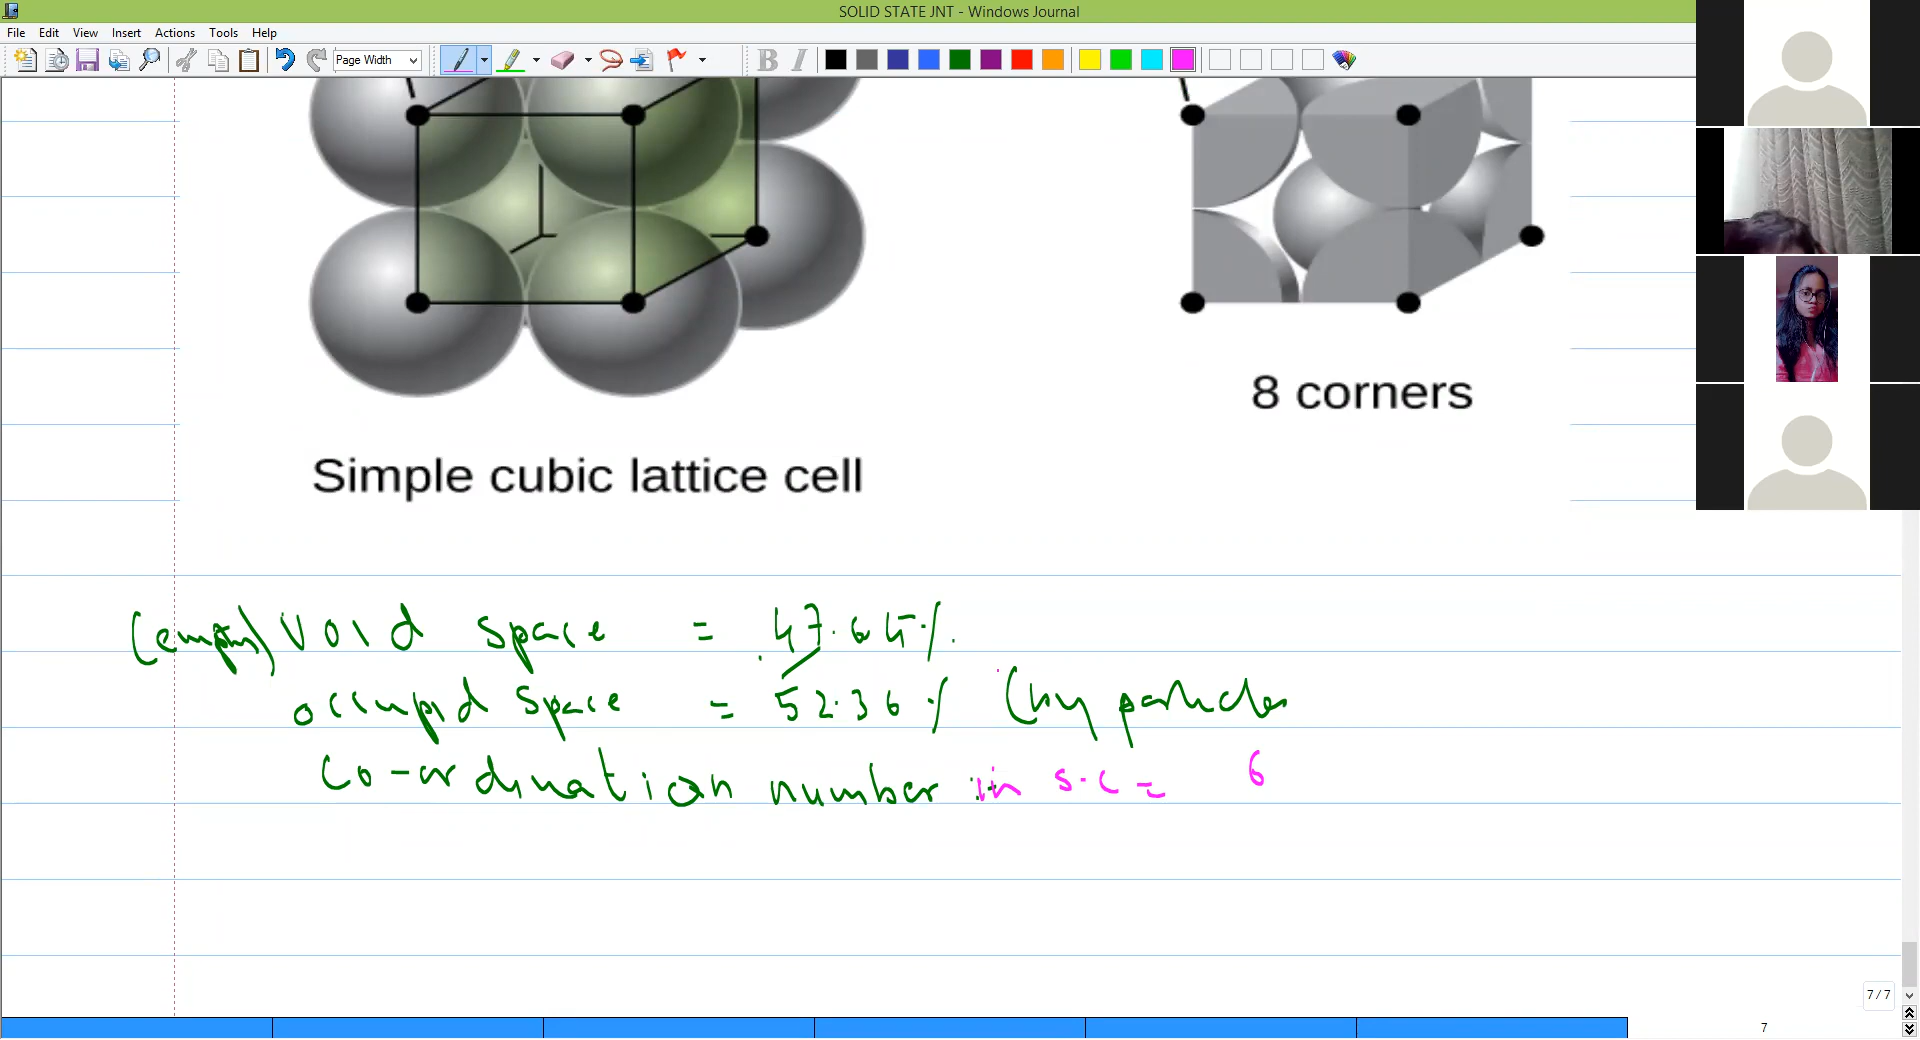 SOLID STATE JNT - Windows Journal
File Edit View Insert Actions Tools Help
Page Width
B I
8 corners
Simple cubic lattice cell
(empty) Void space = 47.64%.
occupid space = 52.36% (by particles
Co-ordination number in s.c = 6
7 / 7
7